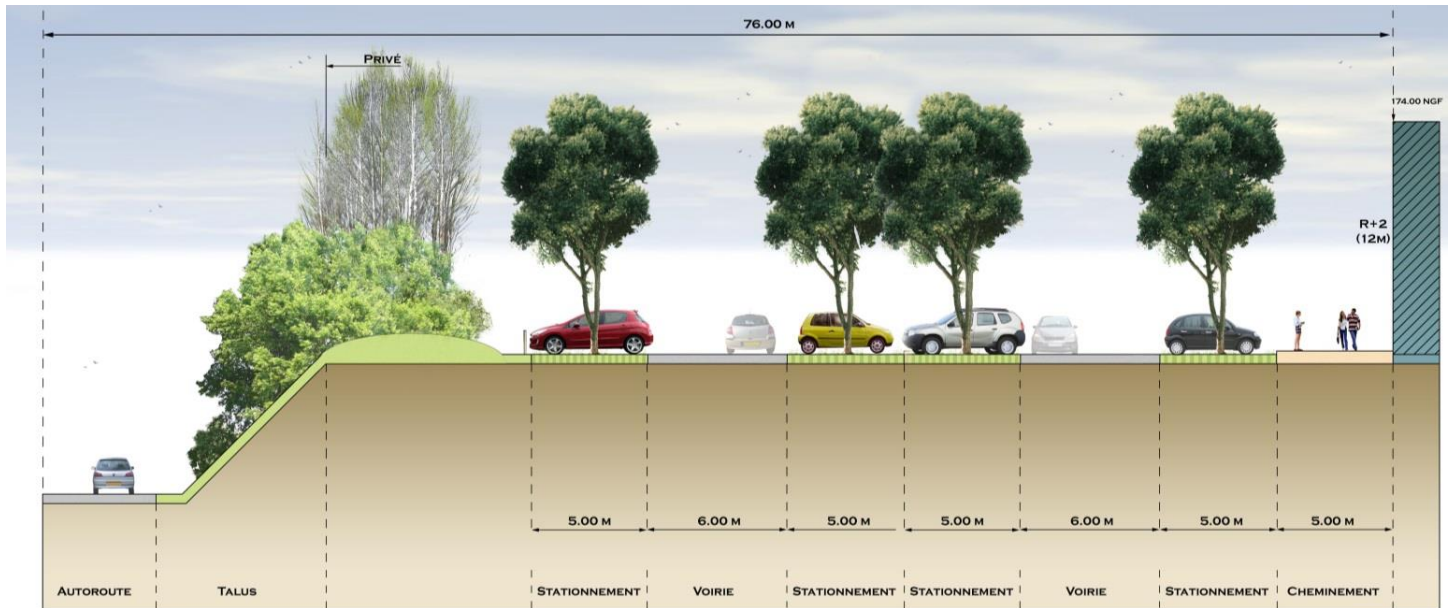 76.00 M
PRIVÉ
174.00 NGF
R+2
(12M)
5.00 M 6.00 M 5.00 M 5.00 M 6.00 M 5.00 M 5.00 M
AUTOROUTE TALUS STATIONNEMENT VOIRIE STATIONNEMENT STATIONNEMENT VOIRIE STATIONNEMENT CHEMINEMENT